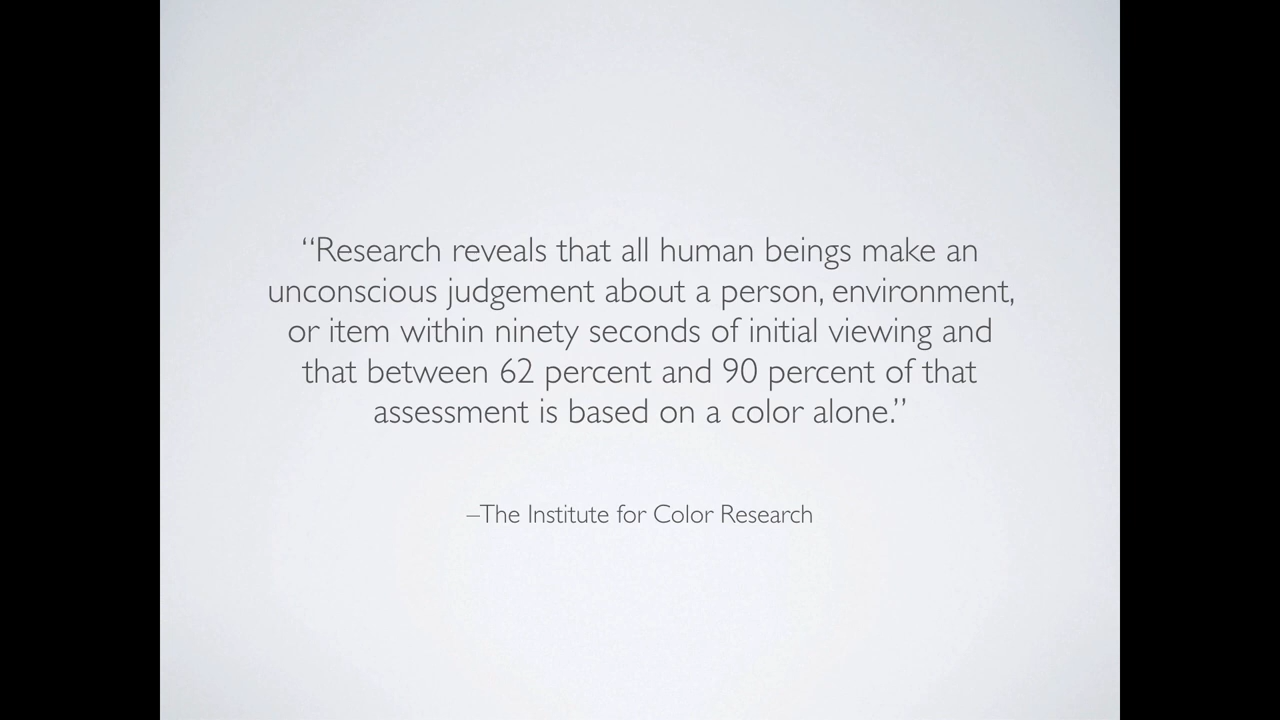 “Research reveals that all human beings make an
unconscious judgement about a person, environment,
or item within ninety seconds of initial viewing and
that between 62 percent and 90 percent of that
assessment is based on a color alone.”
–The Institute for Color Research